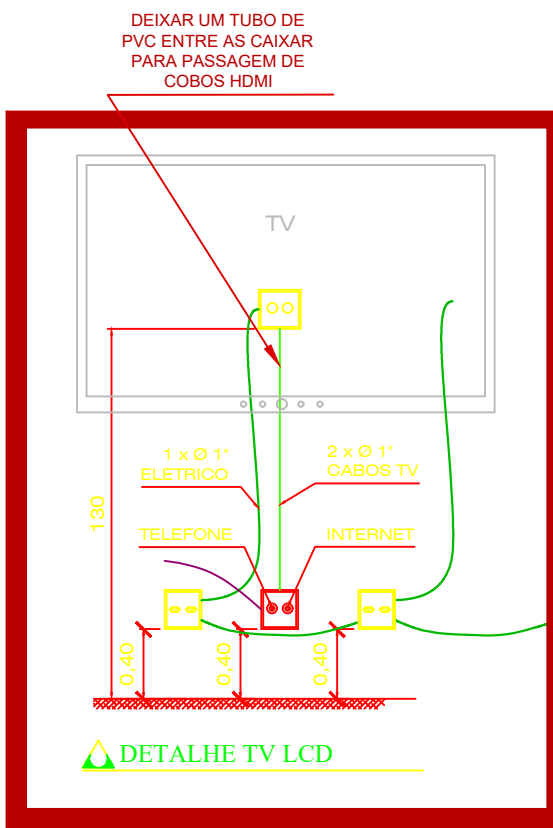 DEIXAR UM TUBO DE
PVC ENTRE AS CAIXAR
PARA PASSAGEM DE
COBOS HDMI
TV
1 x Ø 1"
ELETRICO
2 x Ø 1"
CABOS TV
130
TELEFONE
INTERNET
0,40
0,40
0,40
DETALHE TV LCD